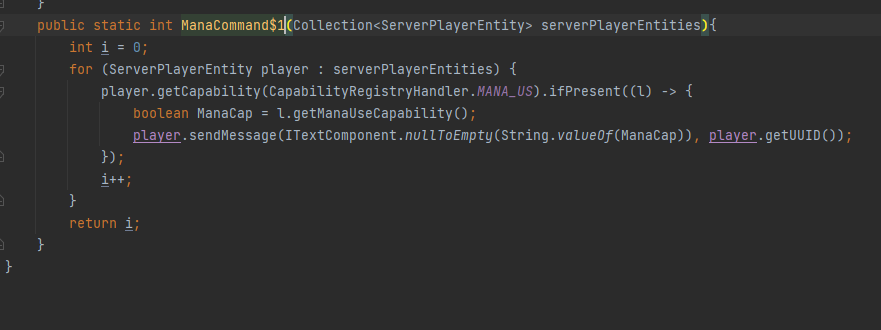 }
public static int ManaCommand$1(Collection<ServerPlayerEntity> serverPlayerEntities){
int i = 0;
for (ServerPlayerEntity player : serverPlayerEntities) {
player.getCapability(CapabilityRegistryHandler.MANA_US).ifPresent((l) -> {
boolean ManaCap = l.getManaUseCapability();
player.sendMessage(ITextComponent.nullToEmpty(String.valueOf(ManaCap)), player.getUUID());
});
i++;
}
return i;
}
}